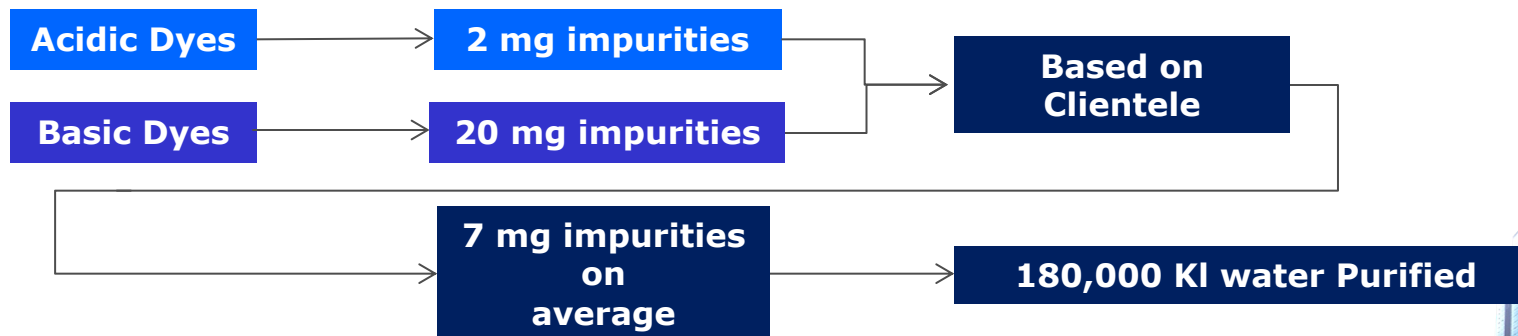 Acidic Dyes
2 mg impurities
Based on
Clientele
Basic Dyes
20 mg impurities
7 mg impurities
on
average
180,000 Kl water Purified